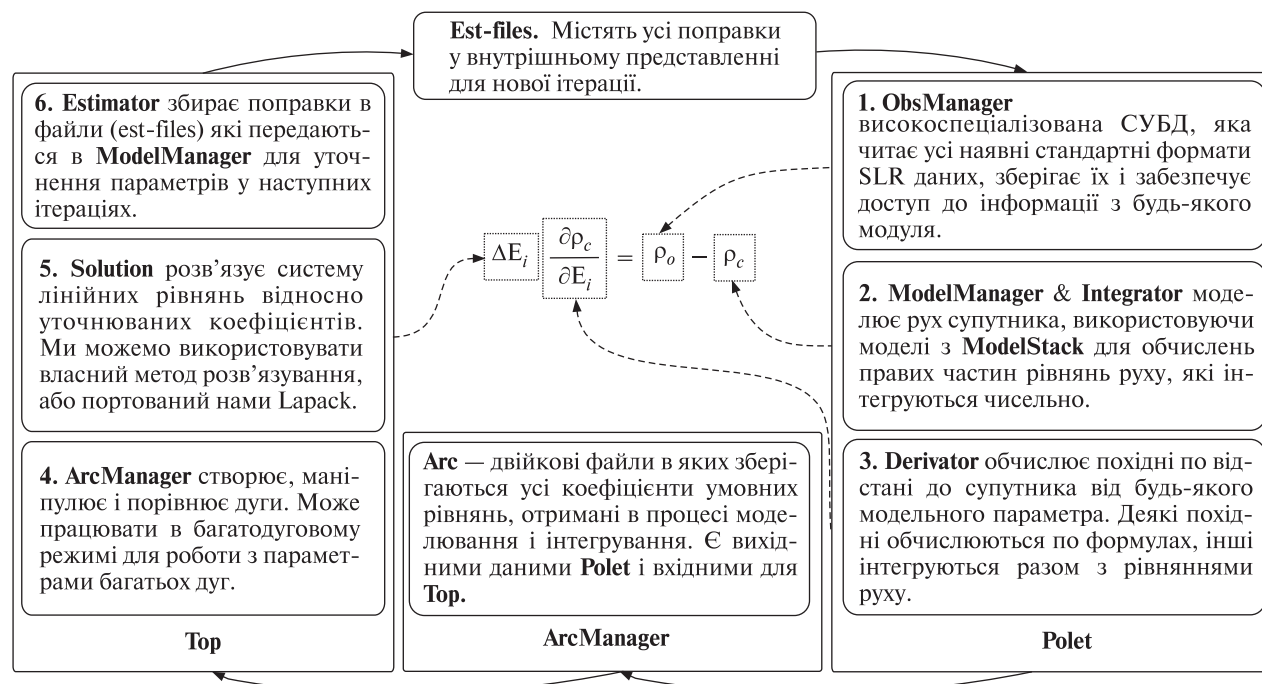 Est-files. Містять усі поправки
у внутрішньому представленні
для нової ітерації.
6. Estimator збирає поправки в
файли (est-files) які передають-
ся в ModelManager для уточ-
нення параметрів у наступних
ітераціях.
5. Solution розв'язує систему
лінійних рівнянь відносно
уточнюваних коефіцієнтів.
Ми можемо використовувати
власний метод розв'язування,
або портований нами Lapack.
4. ArcManager створює, мані-
пулює і порівнює дуги. Може
працювати в багатодуговому
режимі для роботи з парамет-
рами багатьох дуг.
Top
ΔE_i ∂ρ_c/∂E_i = ρ_o − ρ_c
Arc — двійкові файли в яких збері-
гаються усі коефіцієнти умовних
рівнянь, отримані в процесі моде-
лювання і інтегрування. Є вихід-
ними даними Polet і вхідними для
Top.
ArcManager
1. ObsManager
високоспеціалізована СУБД, яка
читає усі наявні стандартні формати
SLR даних, зберігає їх і забезпечує
доступ до інформації з будь-якого
модуля.
2. ModelManager & Integrator моде-
лює рух супутника, використовуючи
моделі з ModelStack для обчислень
правих частин рівнянь руху, які ін-
тегруються чисельно.
3. Derivator обчислює похідні по від-
стані до супутника від будь-якого
модельного параметра. Деякі похід-
ні обчислюються по формулах, інші
інтегруються разом з рівняннями
руху.
Polet